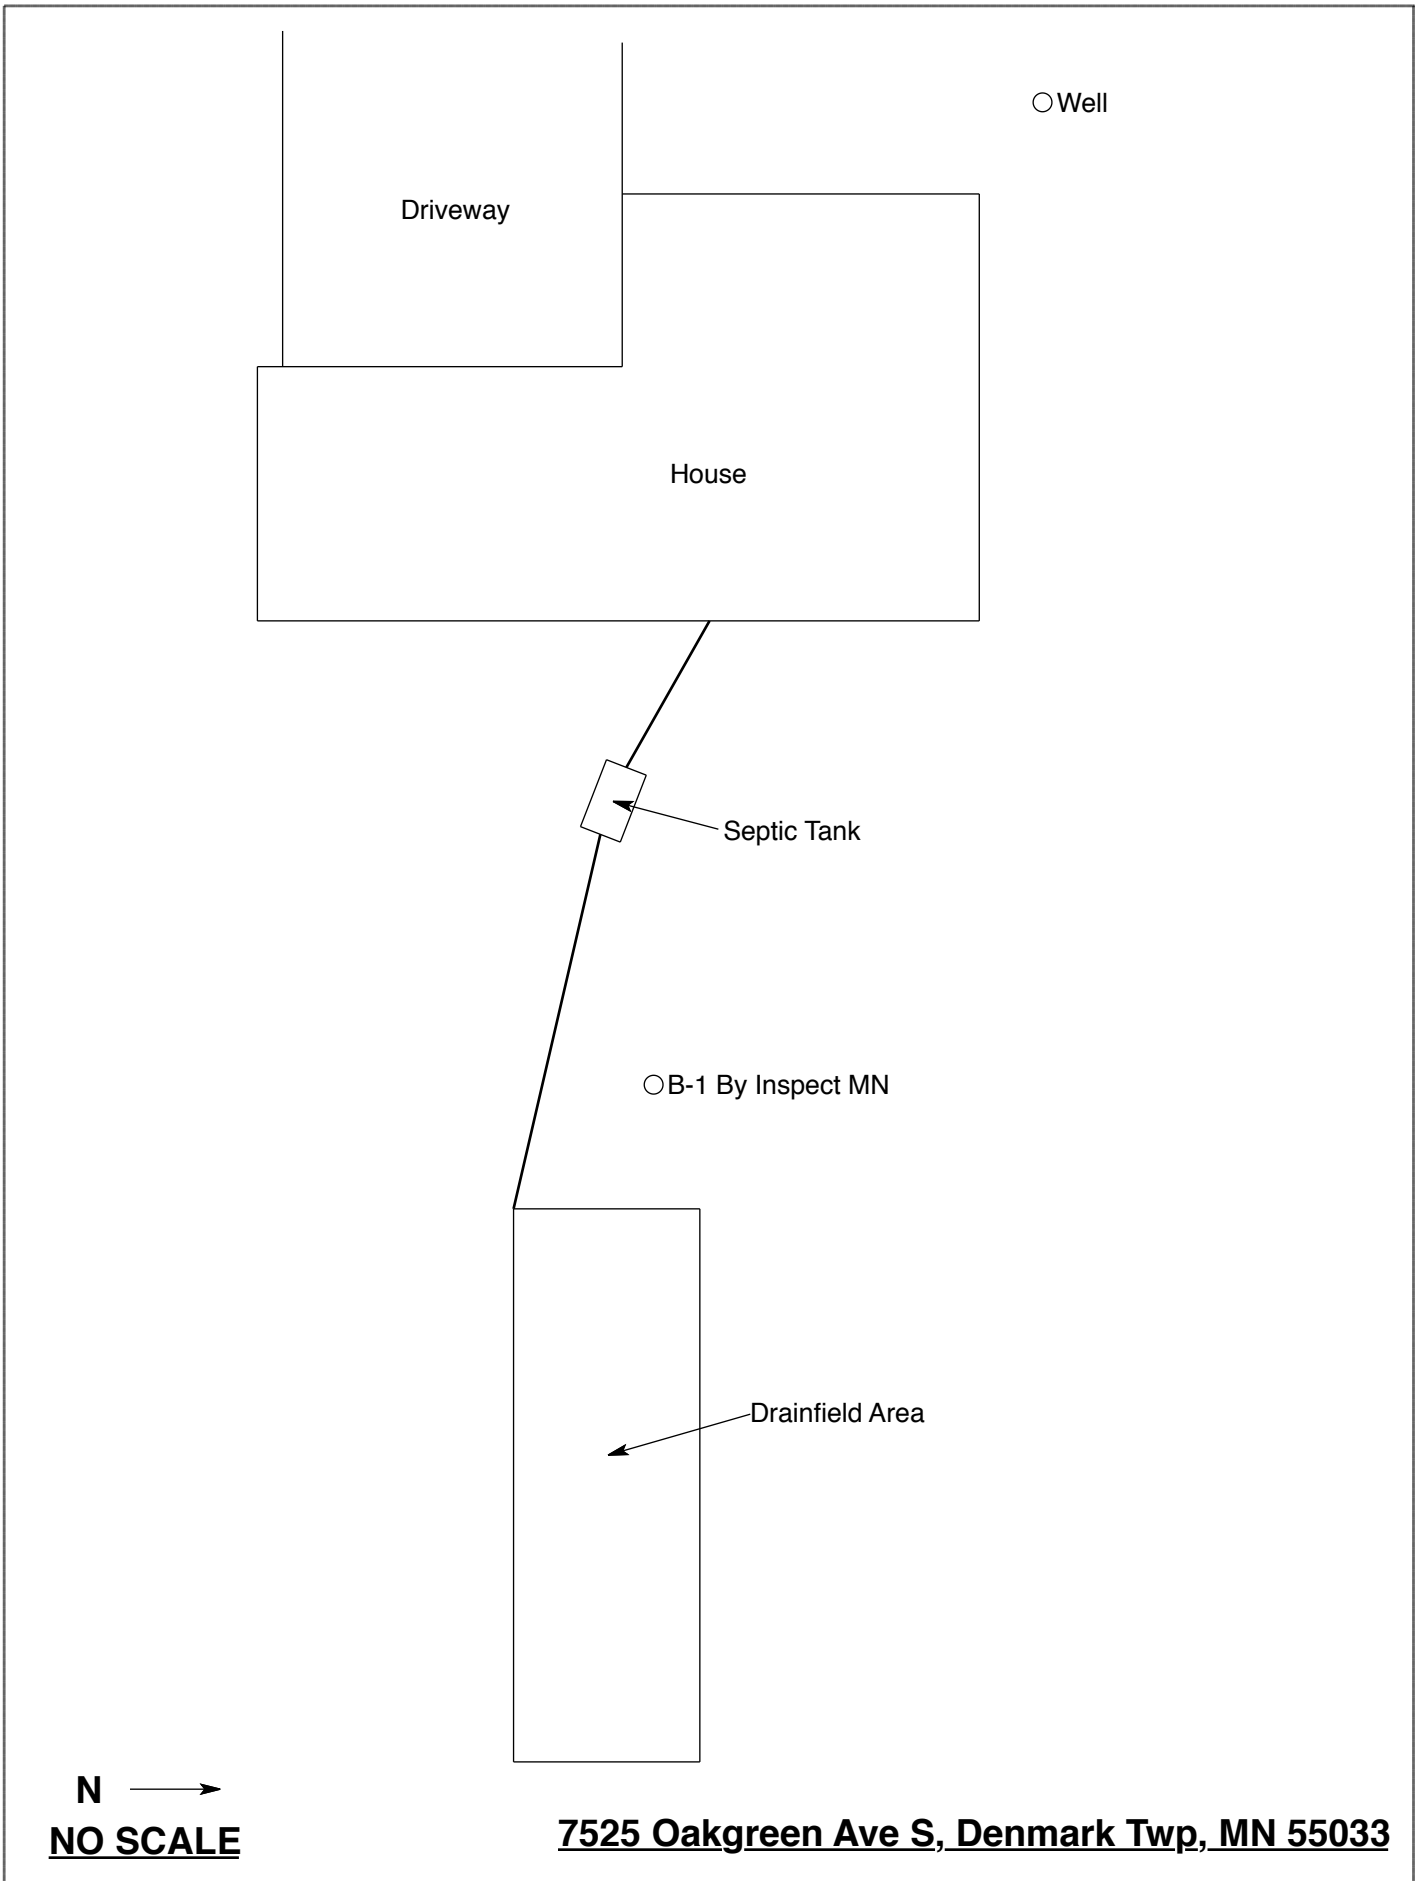 Well
Driveway
House
Septic Tank
B-1 By Inspect MN
Drainfield Area
N
NO SCALE
7525 Oakgreen Ave S, Denmark Twp, MN 55033